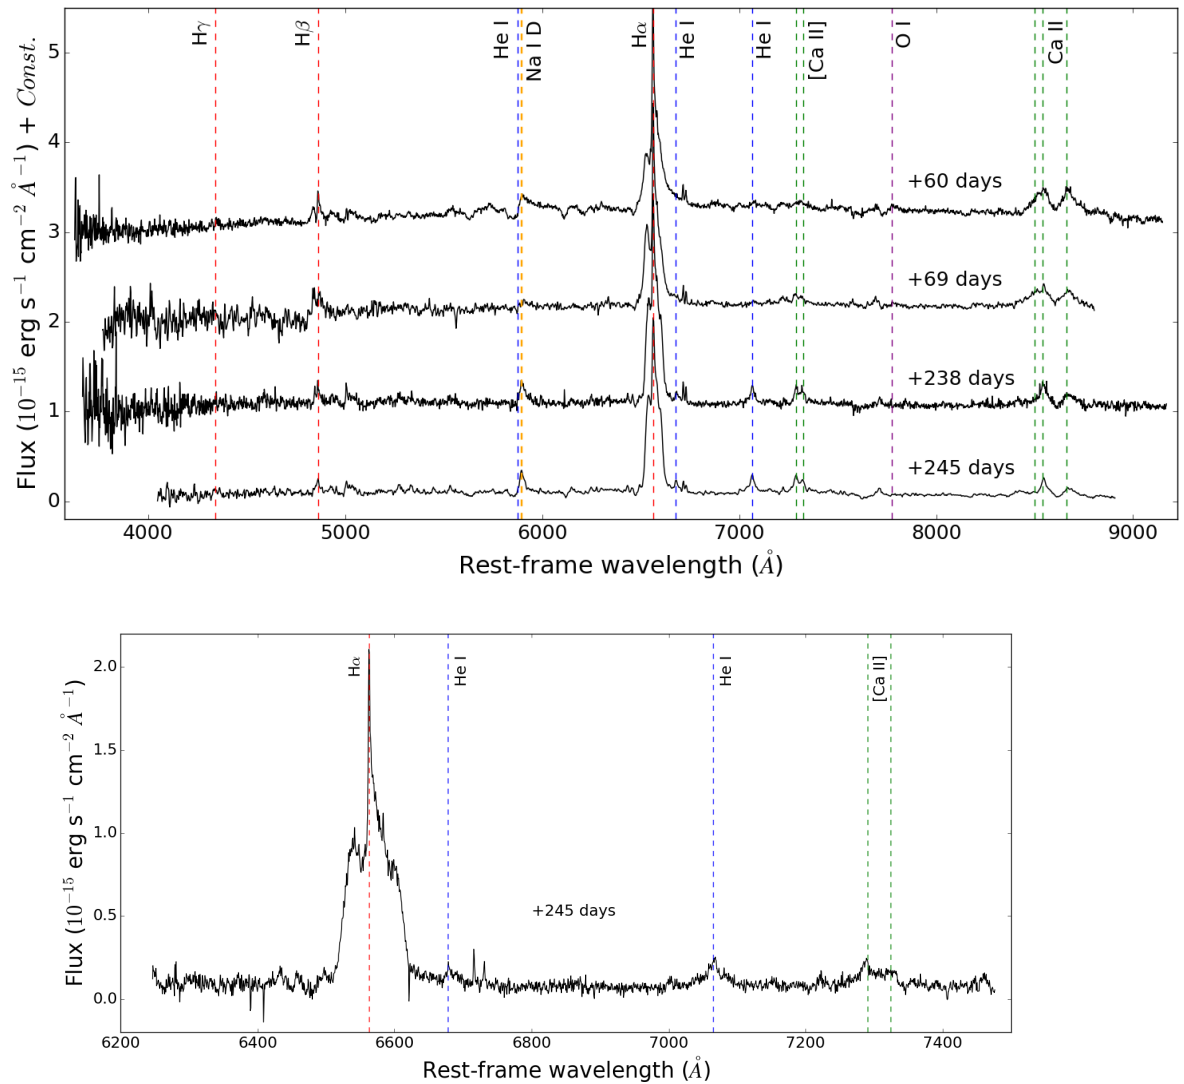 Hγ
Hβ
He I
Na I D
Hα
He I
He I
[Ca II]
O I
Ca II
5
4
3
2
1
0
Flux (10⁻¹⁵ erg s⁻¹ cm⁻² Å⁻¹) + Const.
+60 days
+69 days
+238 days
+245 days
4000 5000 6000 7000 8000 9000
Rest-frame wavelength (Å)
Hα
He I
He I
[Ca II]
2.0
1.5
1.0
0.5
0.0
Flux (10⁻¹⁵ erg s⁻¹ cm⁻² Å⁻¹)
+245 days
6200 6400 6600 6800 7000 7200 7400
Rest-frame wavelength (Å)